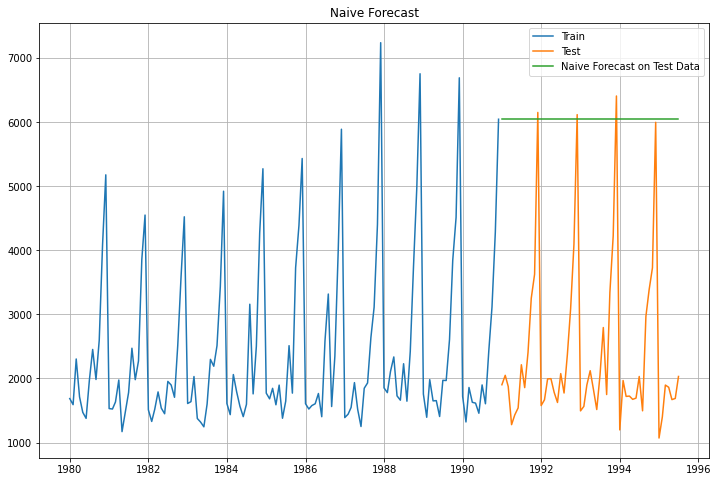 Naive Forecast
Train
Test
Naive Forecast on Test Data
7000
6000
5000
4000
3000
2000
1000
1980 1982 1984 1986 1988 1990 1992 1994 1996